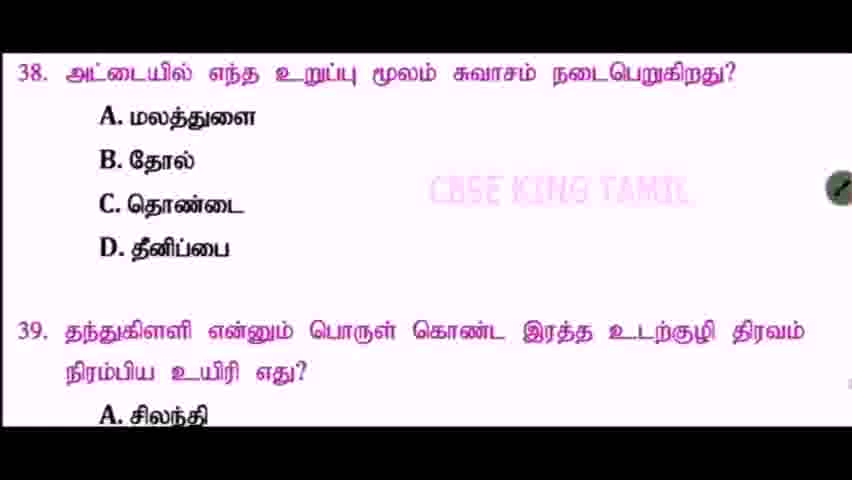 38. அட்டையில் எந்த உறுப்பு மூலம் சுவாசம் நடைபெறுகிறது?
A. மலத்துளை
B. தோல்
CBSE KING TAMIL
C. தொண்டை
D. தீனிப்பை
39. தந்துகிளளி என்னும் பொருள் கொண்ட இரத்த உடற்குழி திரவம்
நிரம்பிய உயிரி எது?
A. சிலந்தி